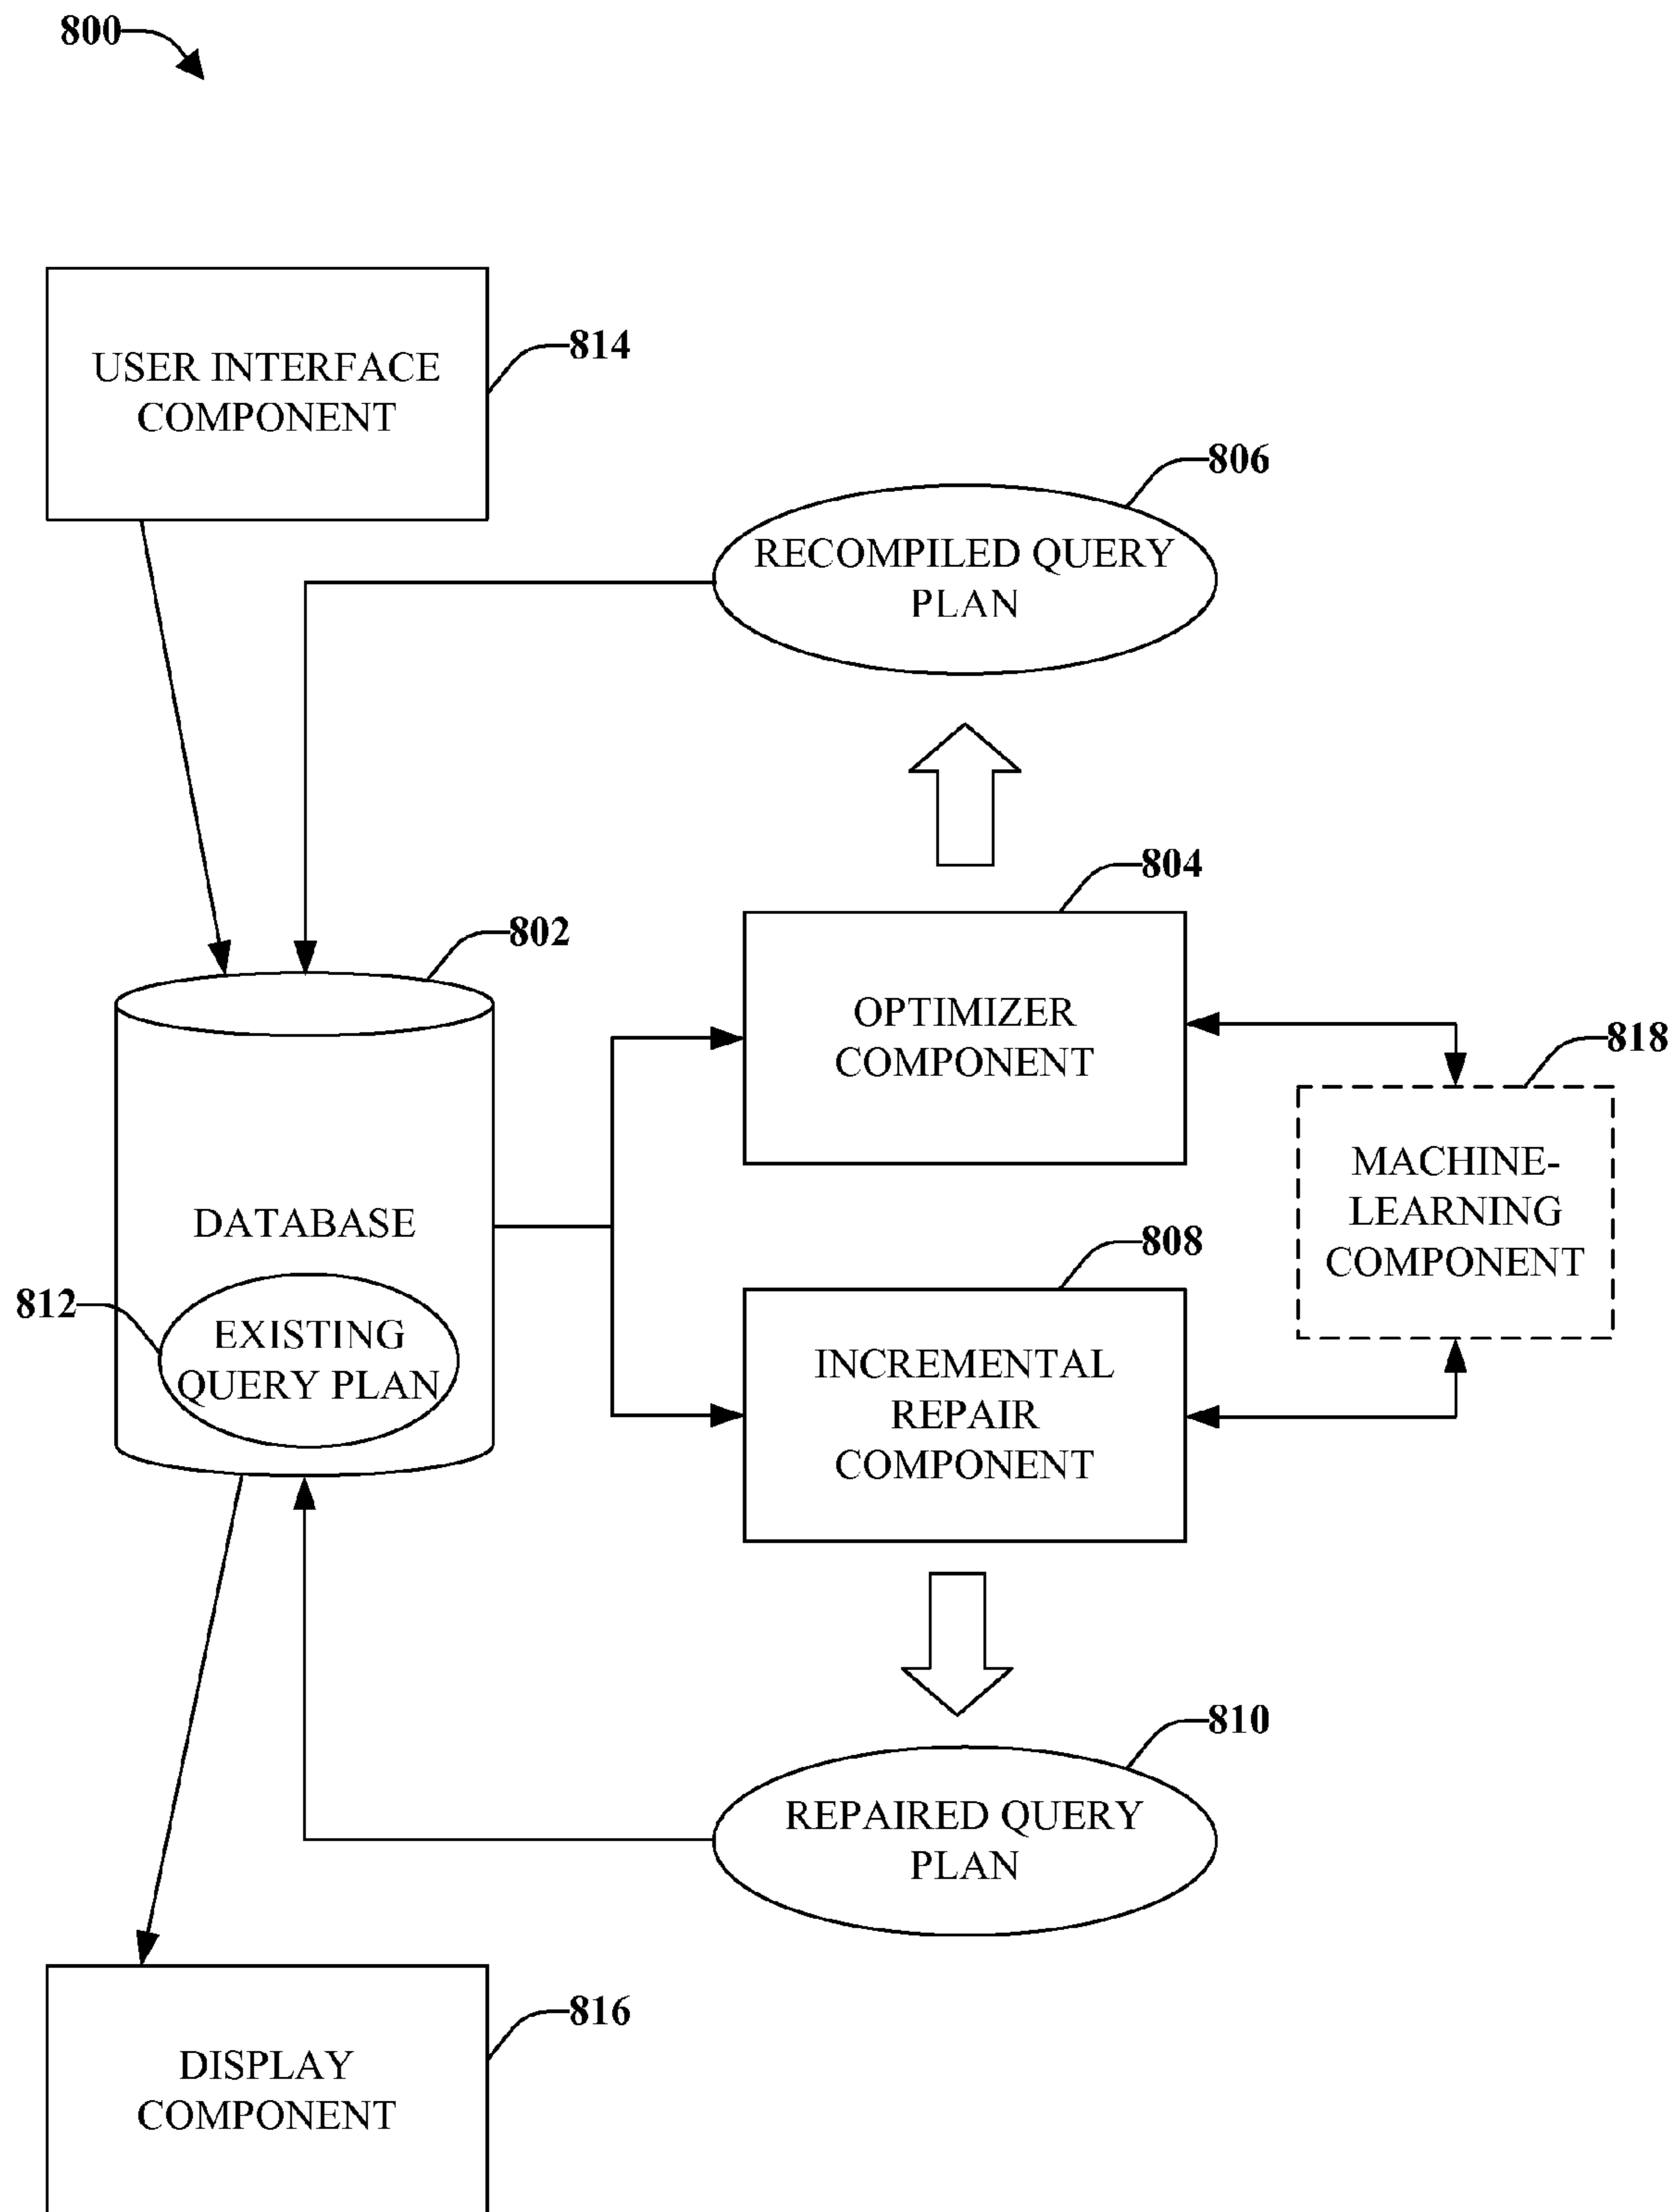 800
USER INTERFACE
COMPONENT
814
806
RECOMPILED QUERY
PLAN
804
802
OPTIMIZER
COMPONENT
818
MACHINE-
LEARNING
COMPONENT
DATABASE
808
812
EXISTING
QUERY PLAN
INCREMENTAL
REPAIR
COMPONENT
810
REPAIRED QUERY
PLAN
816
DISPLAY
COMPONENT